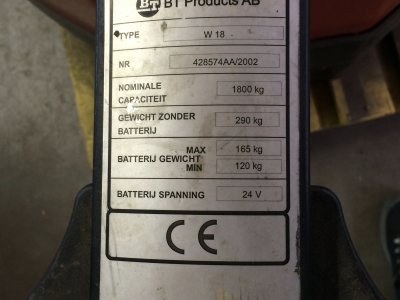 BT BT Products AB
TYPE W 18
NR 428574AA/2002
NOMINALE CAPACITEIT 1800 kg
GEWICHT ZONDER BATTERIJ 290 kg
BATTERIJ GEWICHT MAX 165 kg
MIN 120 kg
BATTERIJ SPANNING 24 V
CE